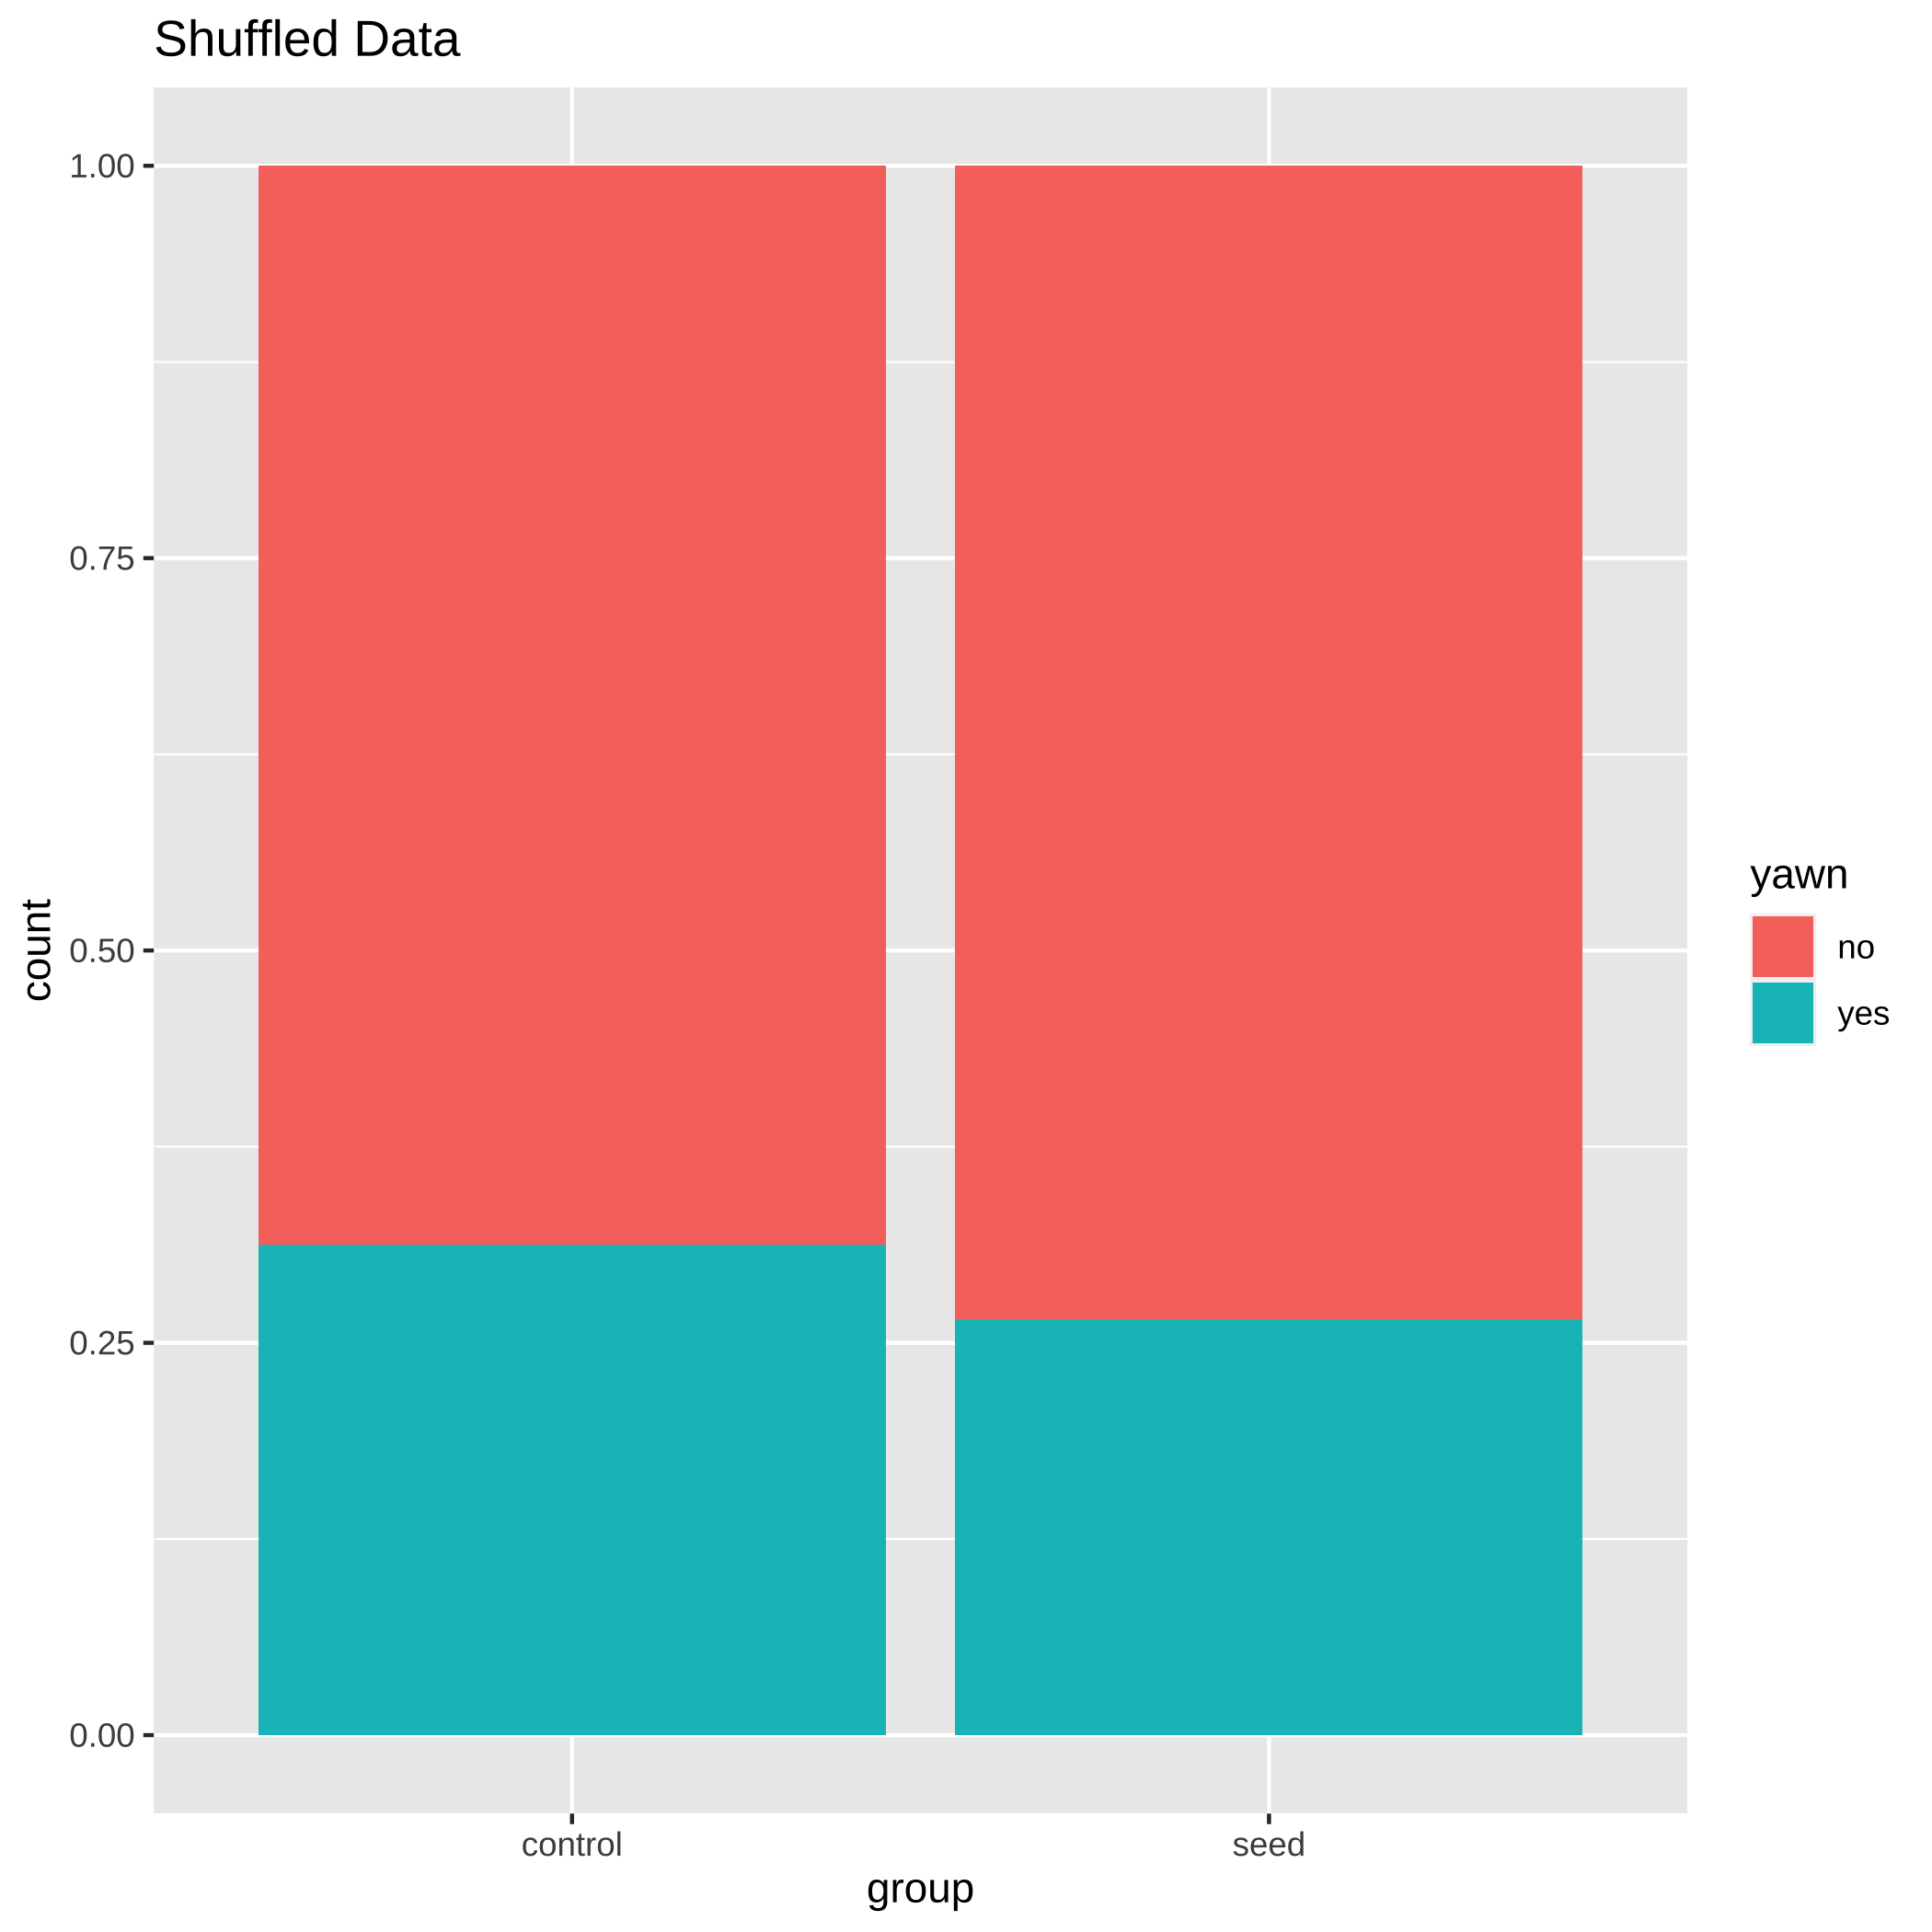 Shuffled Data
1.00
0.75
0.50
0.25
0.00
count
control
seed
group
yawn
no
yes